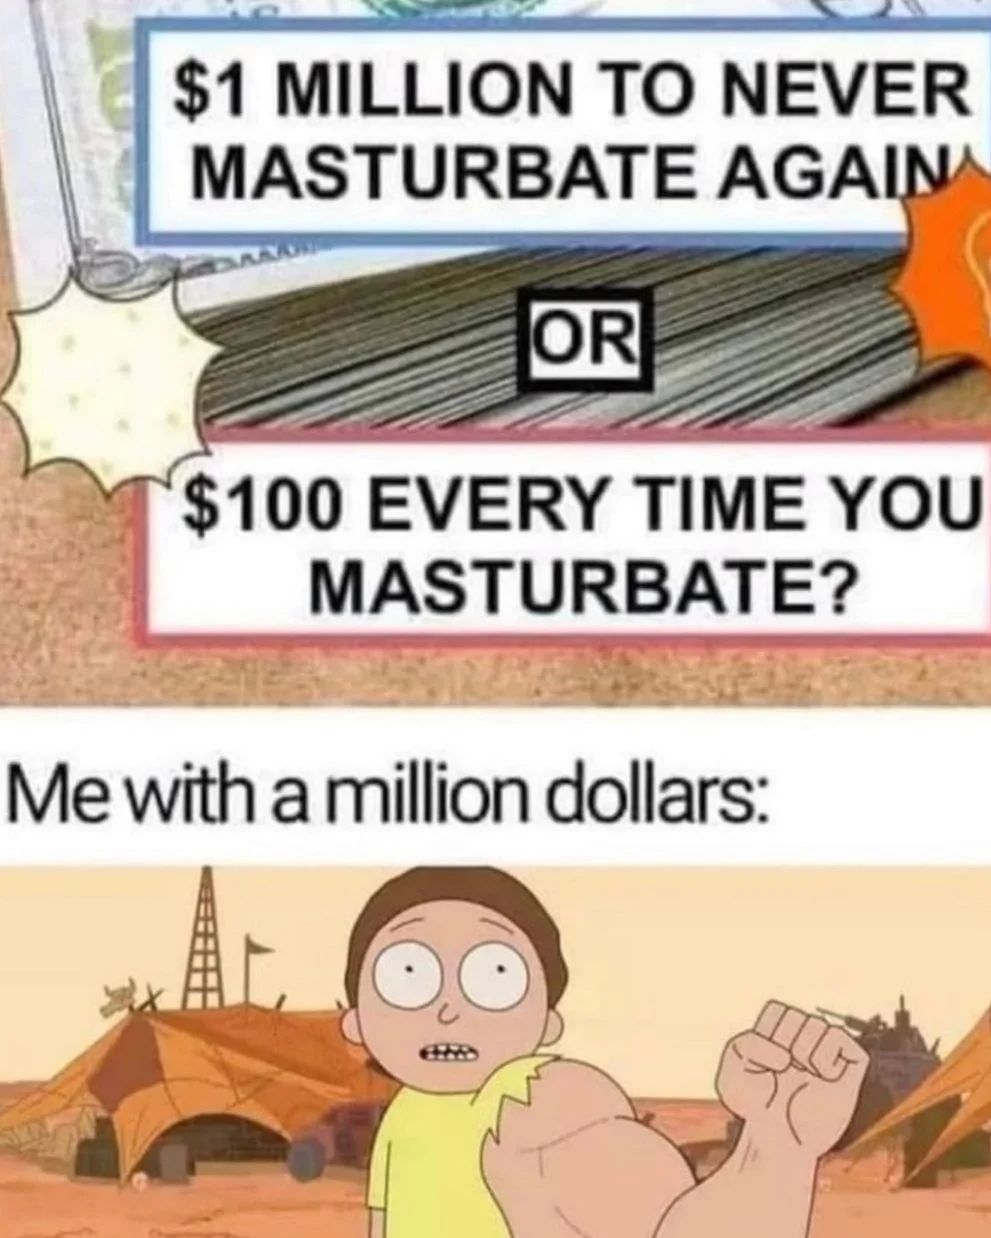 $1 MILLION TO NEVER
MASTURBATE AGAIN
OR
$100 EVERY TIME YOU
MASTURBATE?
Me with a million dollars: